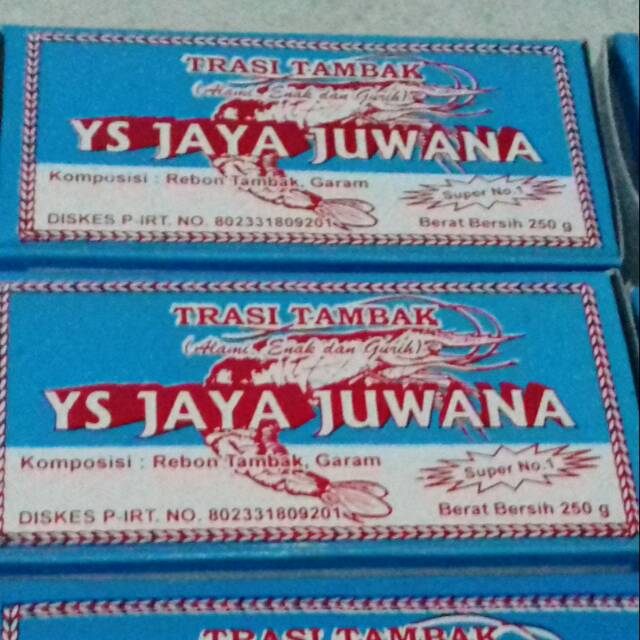 TRASI TAMBAK
(Alami, Enak dan Gurih)
YS JAYA JUWANA
Komposisi : Rebon Tambak, Garam
Super No.1
DISKES P-IRT. NO. 802331809201
Berat Bersih 250 g
TRASI TAMBAK
(Alami, Enak dan Gurih)
YS JAYA JUWANA
Komposisi : Rebon Tambak, Garam
Super No.1
DISKES P-IRT. NO. 802331809201
Berat Bersih 250 g
TRASI TAMBAK